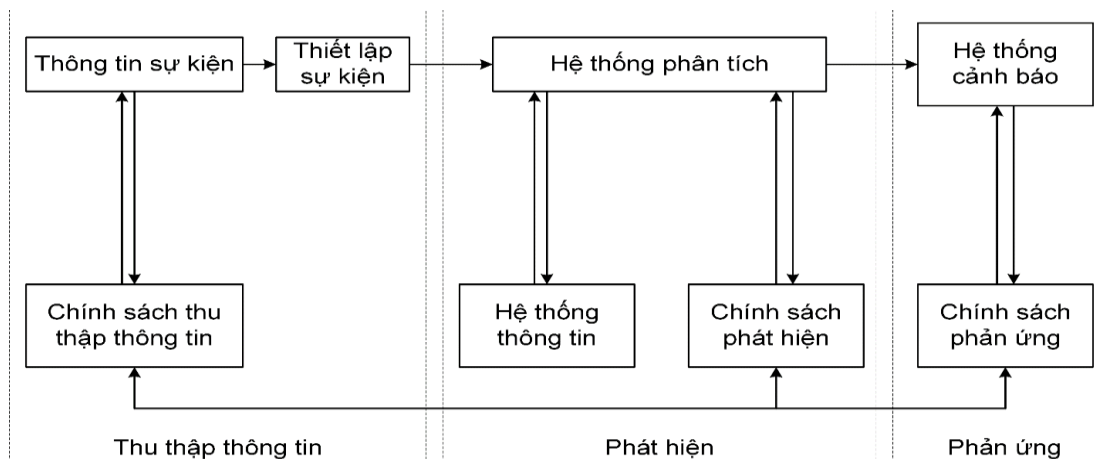 Thông tin sự kiện
Thiết lập
sự kiện
Hệ thống phân tích
Hệ thống
cảnh báo
Chính sách thu
thập thông tin
Hệ thống
thông tin
Chính sách
phát hiện
Chính sách
phản ứng
Thu thập thông tin
Phát hiện
Phản ứng